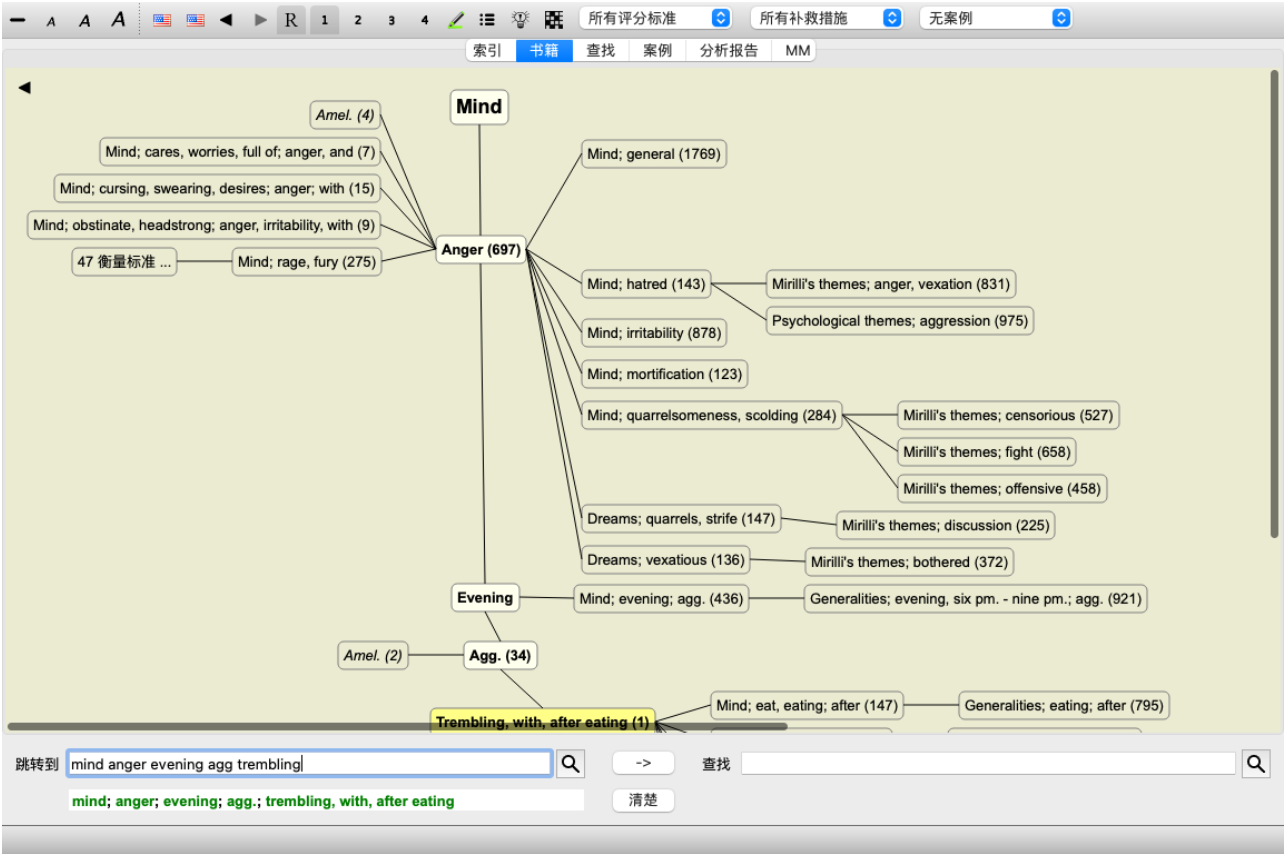 A A A R 1 2 3 4 所有评分标准 所有补救措施 无案例
索引 书籍 查找 案例 分析报告 MM
Mind
Amel. (4)
Mind; cares, worries, full of; anger, and (7)
Mind; general (1769)
Mind; cursing, swearing, desires; anger; with (15)
Mind; obstinate, headstrong; anger, irritability, with (9)
Anger (697)
47 衡量标准 ...
Mind; rage, fury (275)
Mind; hatred (143)
Mirilli's themes; anger, vexation (831)
Psychological themes; aggression (975)
Mind; irritability (878)
Mind; mortification (123)
Mind; quarrelsomeness, scolding (284)
Mirilli's themes; censorious (527)
Mirilli's themes; fight (658)
Mirilli's themes; offensive (458)
Dreams; quarrels, strife (147)
Mirilli's themes; discussion (225)
Dreams; vexatious (136)
Mirilli's themes; bothered (372)
Evening
Mind; evening; agg. (436)
Generalities; evening, six pm. - nine pm.; agg. (921)
Amel. (2)
Agg. (34)
Mind; eat, eating; after (147)
Generalities; eating; after (795)
Trembling, with, after eating (1)
跳转到 mind anger evening agg trembling -> 查找
mind; anger; evening; agg.; trembling, with, after eating 清楚